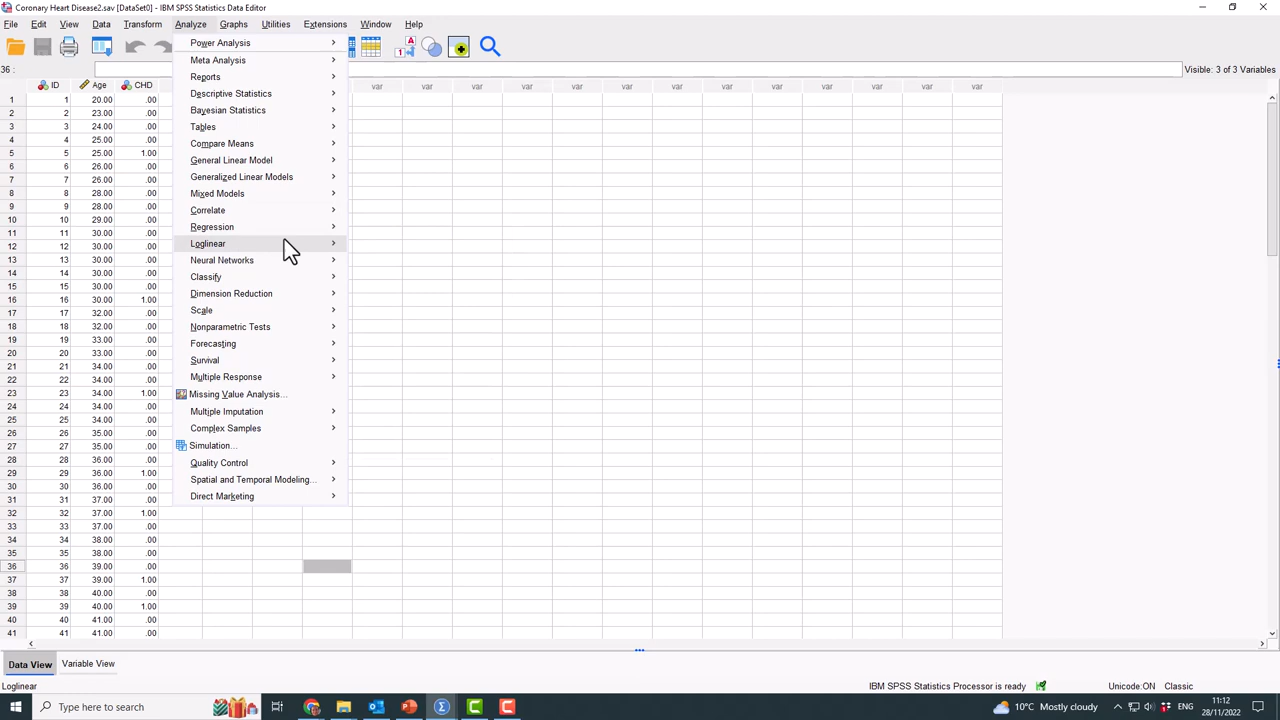 Coronary Heart Disease2.sav [DataSet0] - IBM SPSS Statistics Data Editor
File Edit View Data Transform Analyze Graphs Utilities Extensions Window Help
36 :
Visible: 3 of 3 Variables
ID Age CHD var var var var var var var var var var var var var
1 1 20.00 .00
2 2 23.00 .00
3 3 24.00 .00
4 4 25.00 .00
5 5 25.00 1.00
6 6 26.00 .00
7 7 26.00 .00
8 8 28.00 .00
9 9 28.00 .00
10 10 29.00 .00
11 11 30.00 .00
12 12 30.00 .00
13 13 30.00 .00
14 14 30.00 .00
15 15 30.00 .00
16 16 30.00 1.00
17 17 32.00 .00
18 18 32.00 .00
19 19 33.00 .00
20 20 33.00 .00
21 21 34.00 .00
22 22 34.00 .00
23 23 34.00 1.00
24 24 34.00 .00
25 25 34.00 .00
26 26 35.00 .00
27 27 35.00 .00
28 28 36.00 .00
29 29 36.00 1.00
30 30 36.00 .00
31 31 37.00 .00
32 32 37.00 1.00
33 33 37.00 .00
34 34 38.00 .00
35 35 38.00 .00
36 36 39.00 .00
37 37 39.00 1.00
38 38 40.00 .00
39 39 40.00 1.00
40 40 41.00 .00
41 41 41.00 .00
Power Analysis
Meta Analysis
Reports
Descriptive Statistics
Bayesian Statistics
Tables
Compare Means
General Linear Model
Generalized Linear Models
Mixed Models
Correlate
Regression
Loglinear
Neural Networks
Classify
Dimension Reduction
Scale
Nonparametric Tests
Forecasting
Survival
Multiple Response
Missing Value Analysis...
Multiple Imputation
Complex Samples
Simulation...
Quality Control
Spatial and Temporal Modeling...
Direct Marketing
Data View Variable View
Loglinear IBM SPSS Statistics Processor is ready Unicode:ON Classic
Type here to search 10°C Mostly cloudy ENG 11:12
28/11/2022